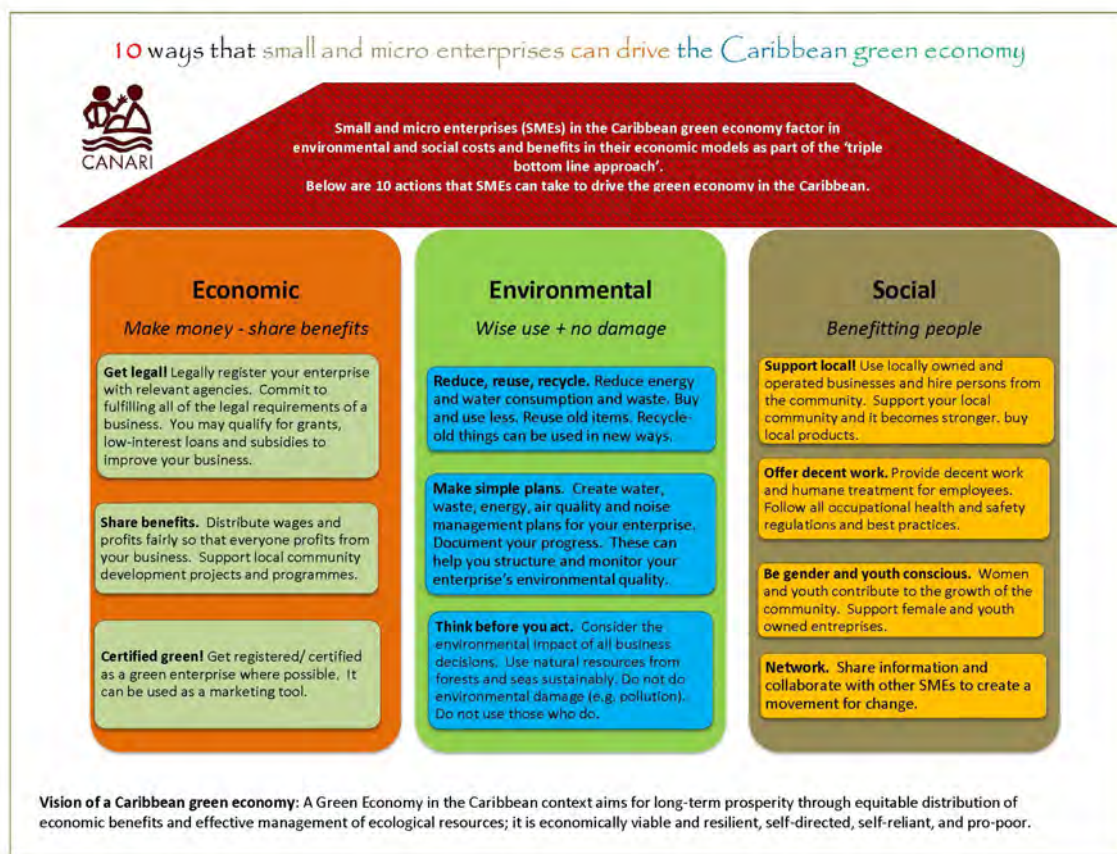 10 ways that small and micro enterprises can drive the Caribbean green economy
CANARI
Small and micro enterprises (SMEs) in the Caribbean green economy factor in
environmental and social costs and benefits in their economic models as part of the 'triple
bottom line approach'.
Below are 10 actions that SMEs can take to drive the green economy in the Caribbean.
Economic
Make money - share benefits
Get legal! Legally register your enterprise
with relevant agencies. Commit to
fulfilling all of the legal requirements of a
business. You may qualify for grants,
low-interest loans and subsidies to
improve your business.
Share benefits. Distribute wages and
profits fairly so that everyone profits from
your business. Support local community
development projects and programmes.
Certified green! Get registered/ certified
as a green enterprise where possible. It
can be used as a marketing tool.
Environmental
Wise use + no damage
Reduce, reuse, recycle. Reduce energy
and water consumption and waste. Buy
and use less. Reuse old items. Recycle-
old things can be used in new ways.
Make simple plans. Create water,
waste, energy, air quality and noise
management plans for your enterprise.
Document your progress. These can
help you structure and monitor your
enterprise's environmental quality.
Think before you act. Consider the
environmental impact of all business
decisions. Use natural resources from
forests and seas sustainably. Do not do
environmental damage (e.g. pollution).
Do not use those who do.
Social
Benefitting people
Support local! Use locally owned and
operated businesses and hire persons from
the community. Support your local
community and it becomes stronger. buy
local products.
Offer decent work. Provide decent work
and humane treatment for employees.
Follow all occupational health and safety
regulations and best practices.
Be gender and youth conscious. Women
and youth contribute to the growth of the
community. Support female and youth
owned entreprises.
Network. Share information and
collaborate with other SMEs to create a
movement for change.
Vision of a Caribbean green economy: A Green Economy in the Caribbean context aims for long-term prosperity through equitable distribution of
economic benefits and effective management of ecological resources; it is economically viable and resilient, self-directed, self-reliant, and pro-poor.